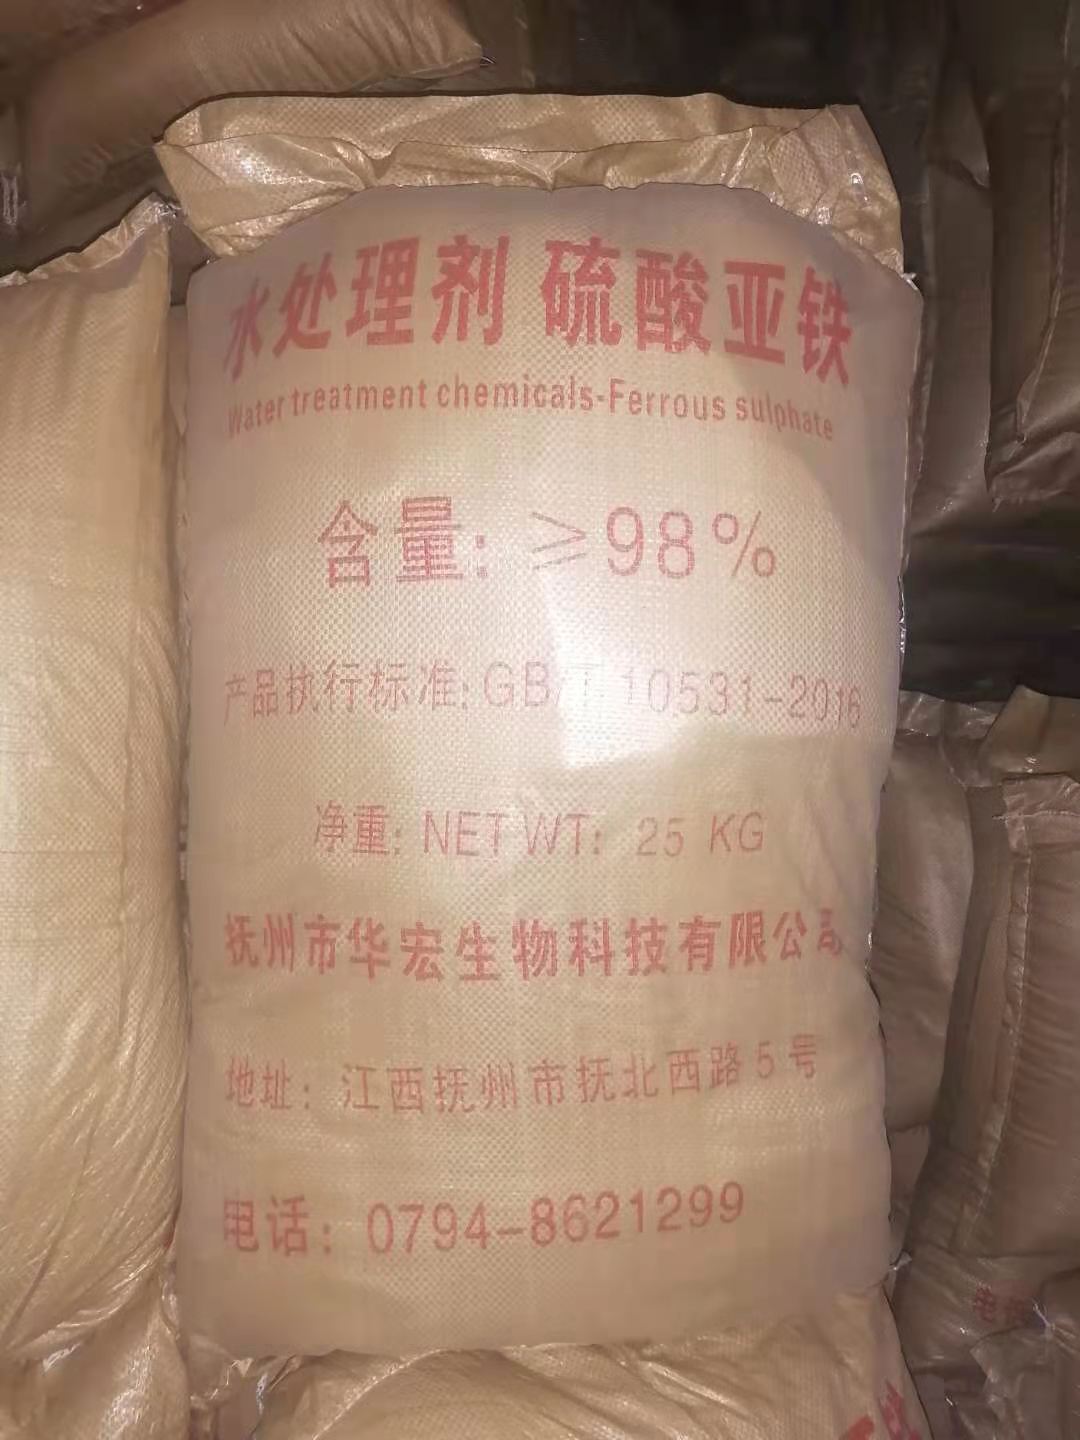 水处理剂 硫酸亚铁
Water treatment chemicals-Ferrous sulphate
含量: ≥98%
产品执行标准: GB/T 10531-2016
净重: NET WT: 25 KG
抚州市华宏生物科技有限公司
地址: 江西抚州市抚北西路5号
电话: 0794-8621299